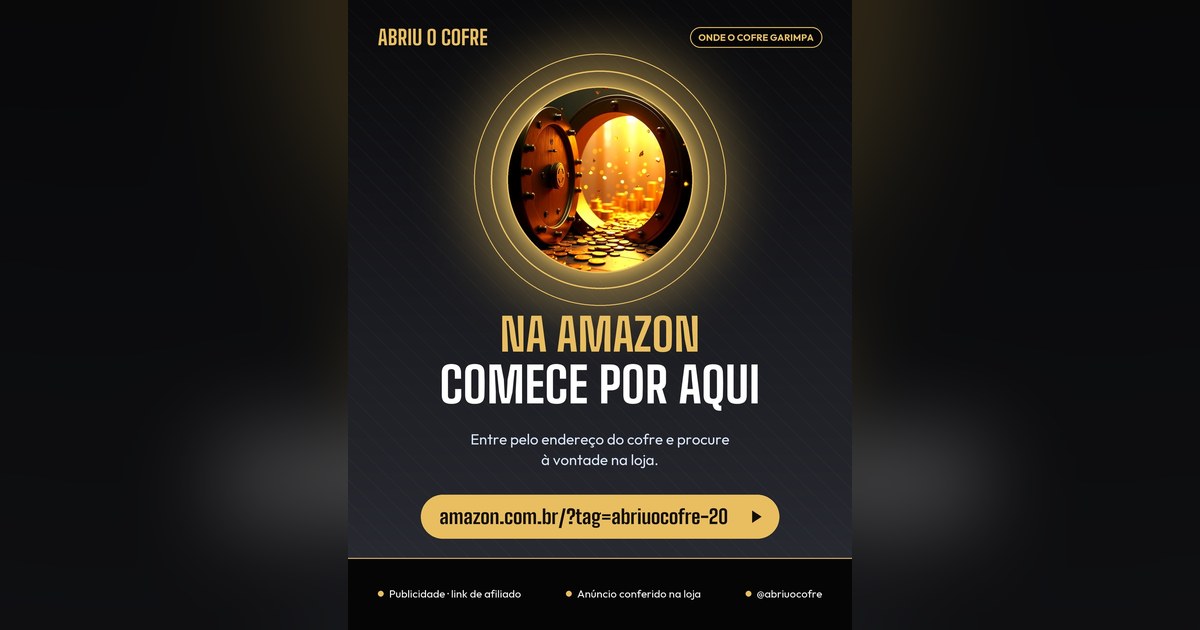 ABRIU O COFRE
ONDE O COFRE GARIMPA
NA AMAZON
COMECE POR AQUI
Entre pelo endereço do cofre e procure
à vontade na loja.
amazon.com.br/?tag=abriuocofre-20
Publicidade · link de afiliado
Anúncio conferido na loja
@abriuocofre